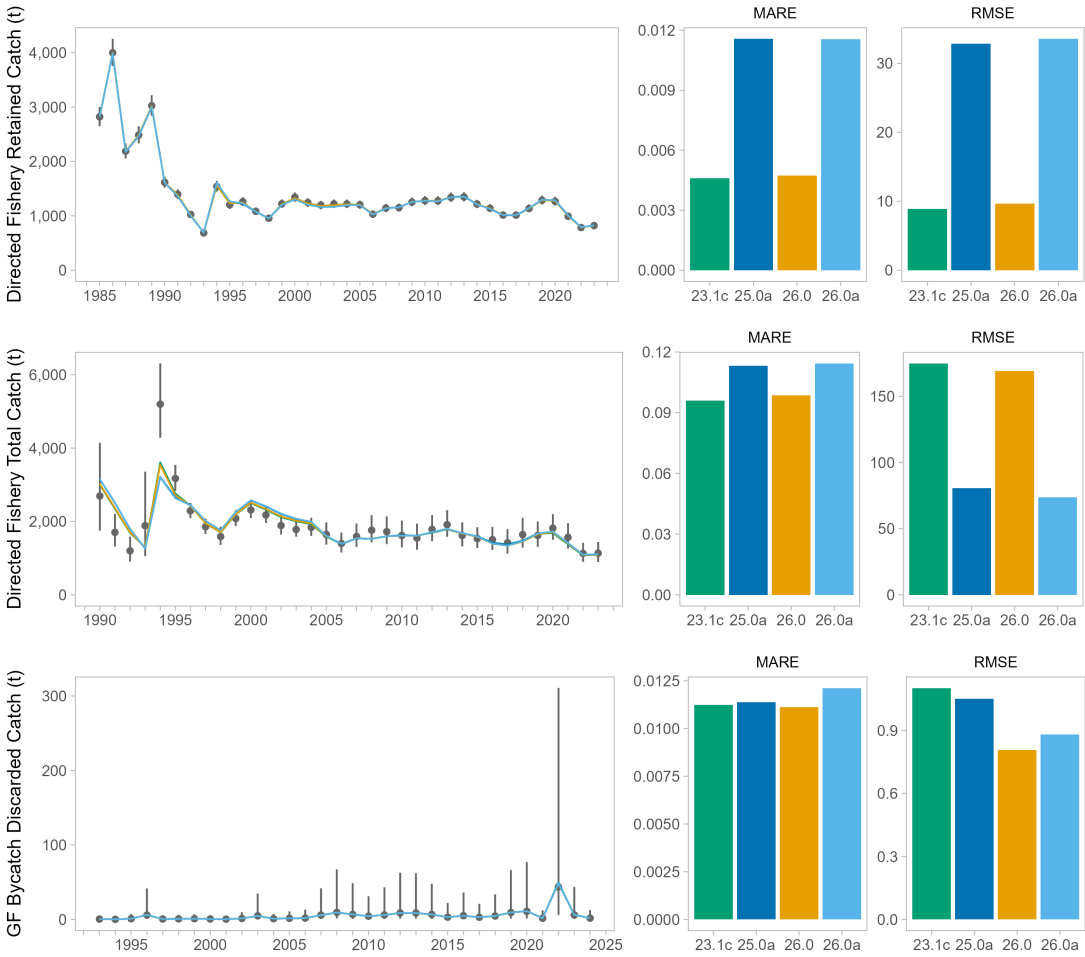 Directed Fishery Retained Catch (t)
4,000
3,000
2,000
1,000
0
1985 1990 1995 2000 2005 2010 2015 2020
MARE
0.012
0.009
0.006
0.003
0.000
23.1c 25.0a 26.0 26.0a
RMSE
30
20
10
0
23.1c 25.0a 26.0 26.0a
Directed Fishery Total Catch (t)
6,000
4,000
2,000
0
1990 1995 2000 2005 2010 2015 2020
MARE
0.12
0.09
0.06
0.03
0.00
23.1c 25.0a 26.0 26.0a
RMSE
150
100
50
0
23.1c 25.0a 26.0 26.0a
GF Bycatch Discarded Catch (t)
300
200
100
0
1995 2000 2005 2010 2015 2020 2025
MARE
0.0125
0.0100
0.0075
0.0050
0.0025
0.0000
23.1c 25.0a 26.0 26.0a
RMSE
0.9
0.6
0.3
0.0
23.1c 25.0a 26.0 26.0a